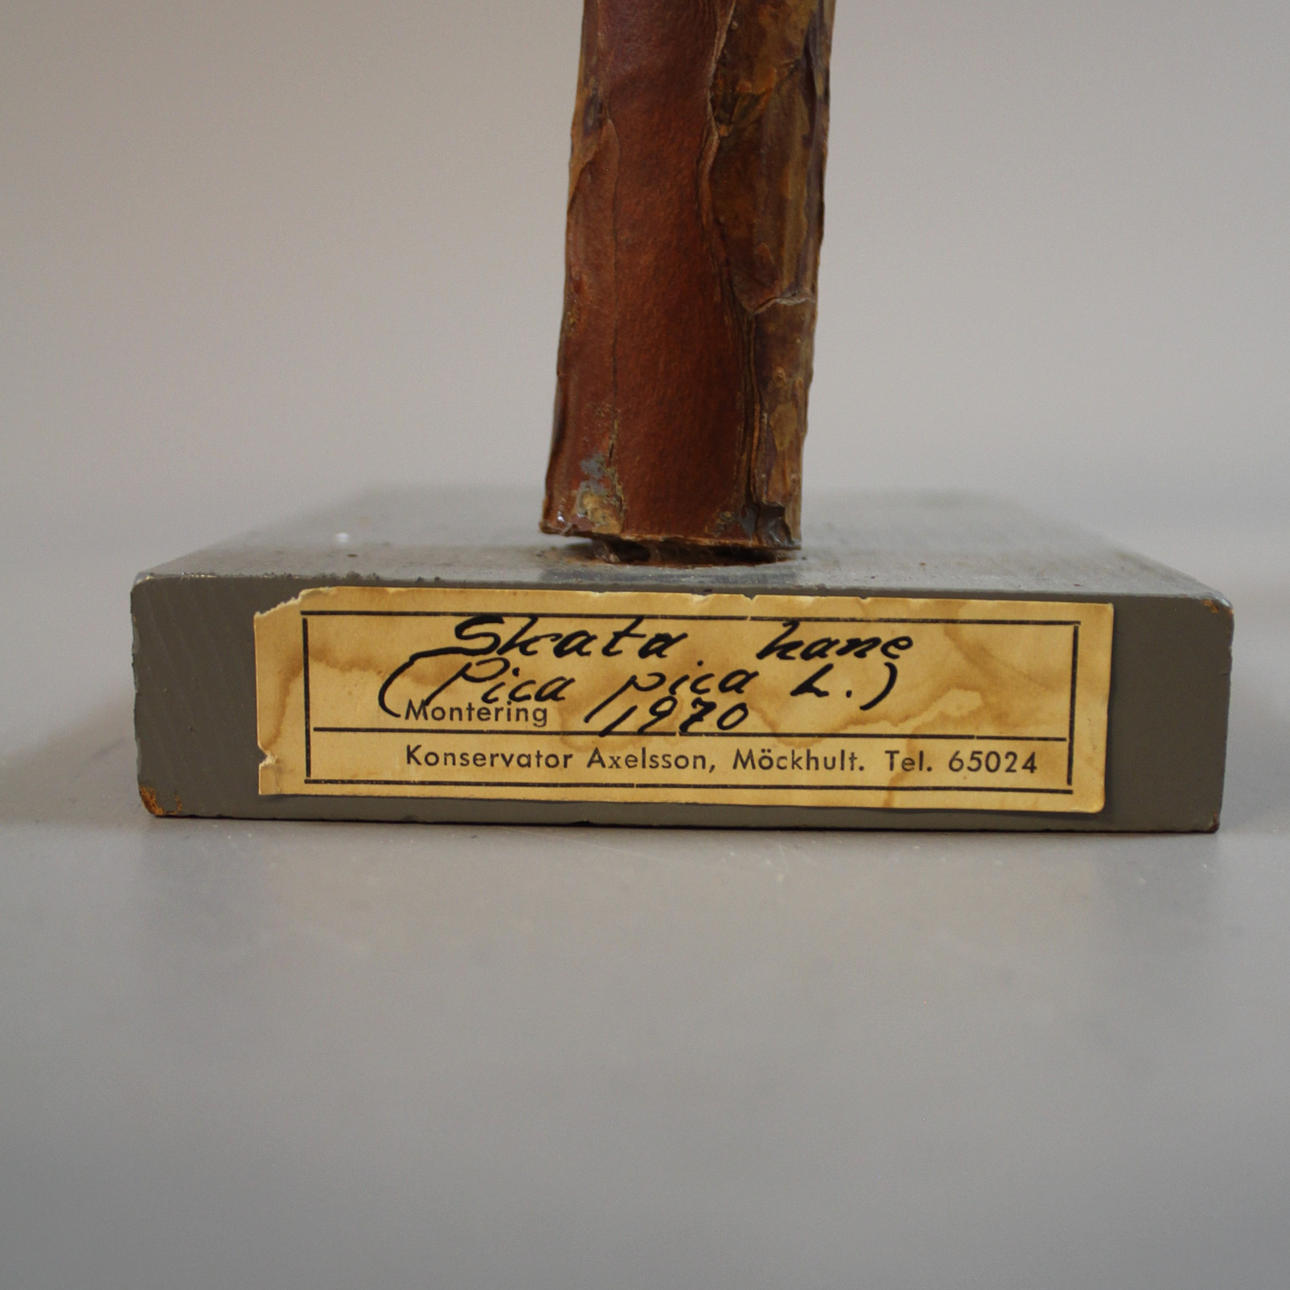 Skata hane
(Pica pica L.)
Montering 1970
Konservator Axelsson, Möckhult. Tel. 65024